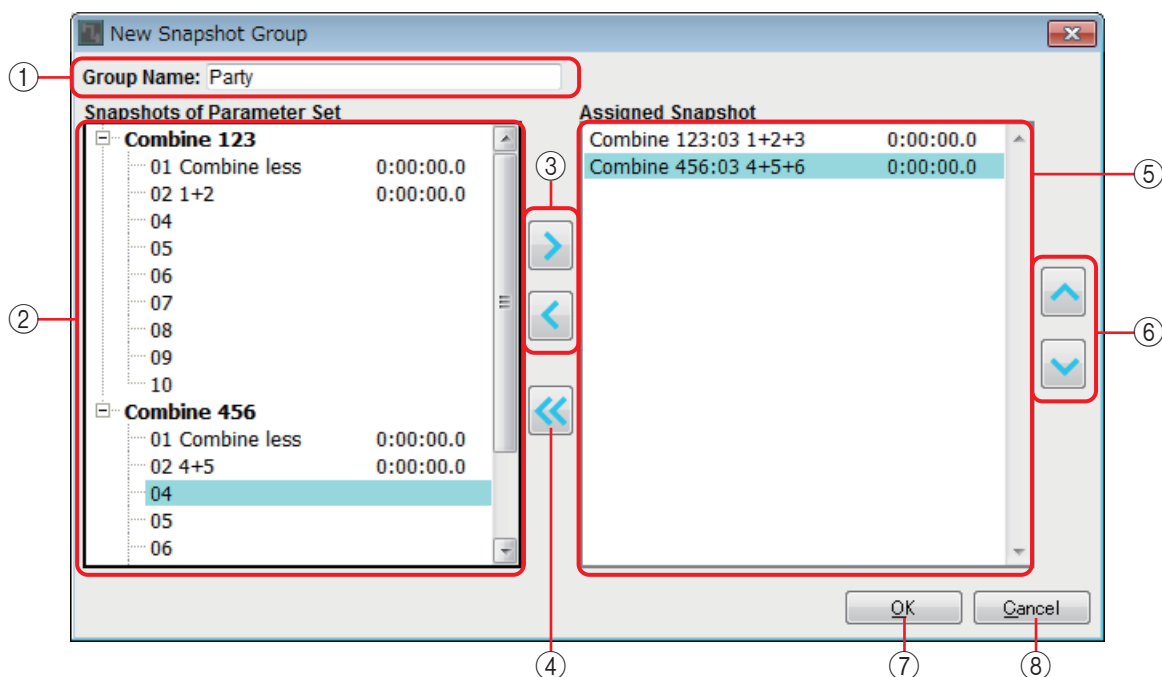 New Snapshot Group
① Group Name: Party
Snapshots of Parameter Set
Combine 123
01 Combine less 0:00:00.0
02 1+2 0:00:00.0
04
05
06
07
08
09
10
Combine 456
01 Combine less 0:00:00.0
02 4+5 0:00:00.0
04
05
06
②
③
④
Assigned Snapshot
Combine 123:03 1+2+3 0:00:00.0
Combine 456:03 4+5+6 0:00:00.0
⑤
⑥
OK Cancel
⑦ ⑧